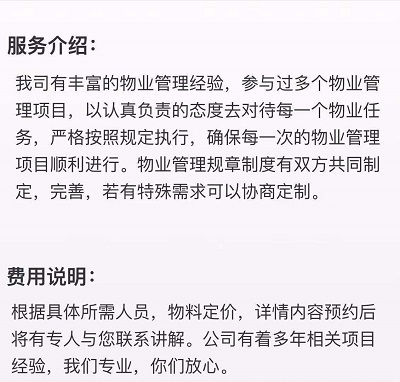 服务介绍：
我司有丰富的物业管理经验，参与过多个物业管
理项目，以认真负责的态度去对待每一个物业任
务，严格按照规定执行，确保每一次的物业管理
项目顺利进行。物业管理规章制度有双方共同制
定，完善，若有特殊需求可以协商定制。
费用说明：
根据具体所需人员，物料定价，详情内容预约后
将有专人与您联系讲解。公司有着多年相关项目
经验，我们专业，你们放心。